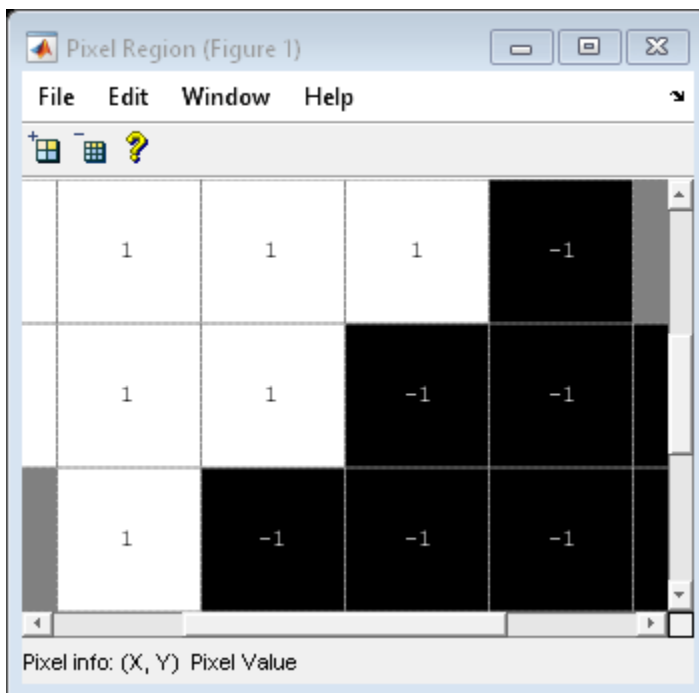 Pixel Region (Figure 1)
File Edit Window Help
1 1 1 -1
1 1 -1 -1
1 -1 -1 -1
Pixel info: (X, Y) Pixel Value